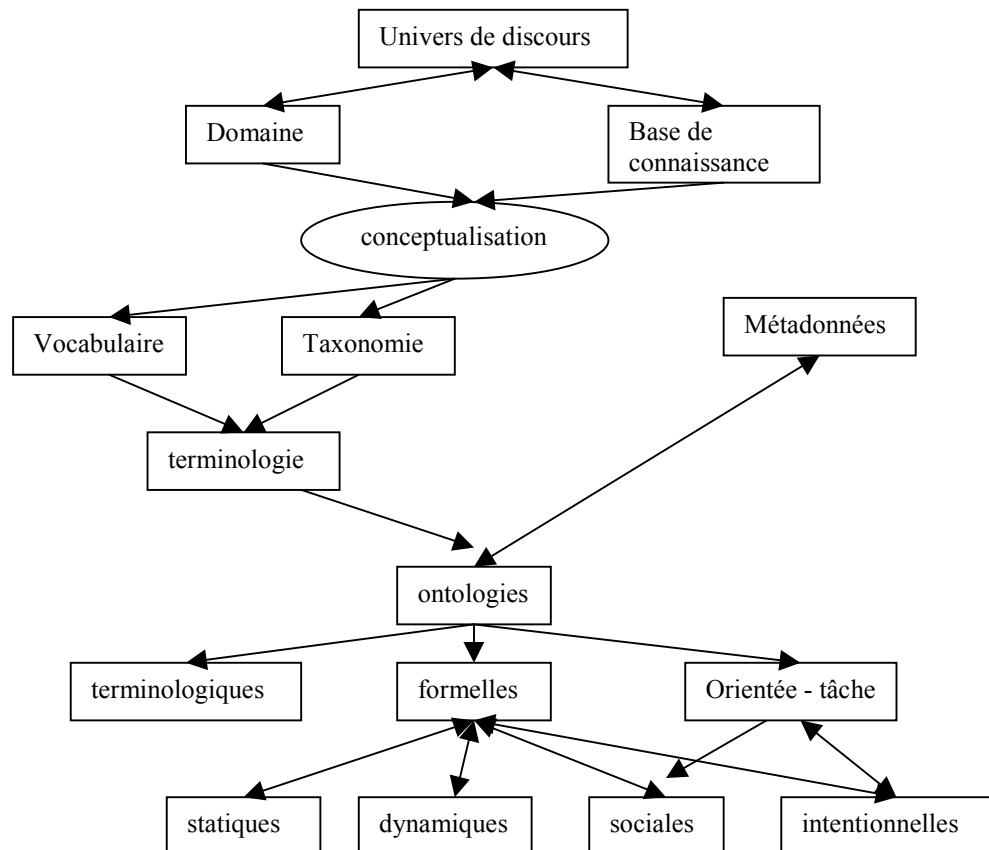 Univers de discours
Domaine
Base de
connaissance
conceptualisation
Métadonnées
Vocabulaire
Taxonomie
terminologie
ontologies
terminologiques
formelles
Orientée - tâche
statiques
dynamiques
sociales
intentionnelles